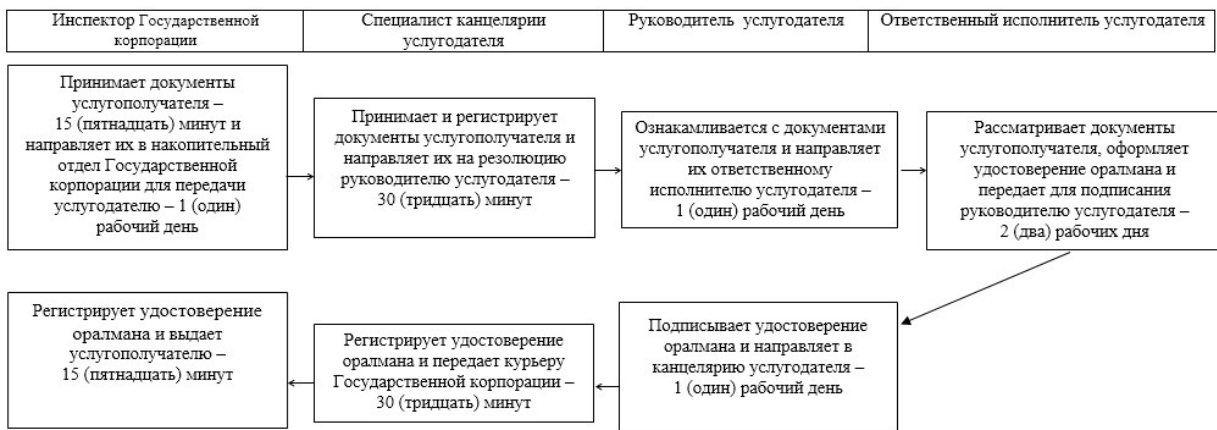 Инспектор Государственной
корпорации
Специалист канцелярии
услугодателя
Руководитель услугодателя
Ответственный исполнитель услугодателя
Принимает документы
услугополучателя –
15 (пятнадцать) минут и
направляет их в накопительный
отдел Государственной
корпорации для передачи
услугодателю – 1 (один)
рабочий день
Принимает и регистрирует
документы услугополучателя и
направляет их на резолюцию
руководителю услугодателя –
30 (тридцать) минут
Ознакамливается с документами
услугополучателя и направляет
их ответственному
исполнителю услугодателя –
1 (один) рабочий день
Рассматривает документы
услугополучателя, оформляет
удостоверение оралмана и
передает для подписания
руководителю услугодателя –
2 (два) рабочих дня
Регистрирует удостоверение
оралмана и выдает
услугополучателю –
15 (пятнадцать) минут
Регистрирует удостоверение
оралмана и передает курьеру
Государственной корпорации –
30 (тридцать) минут
Подписывает удостоверение
оралмана и направляет в
канцелярию услугодателя –
1 (один) рабочий день